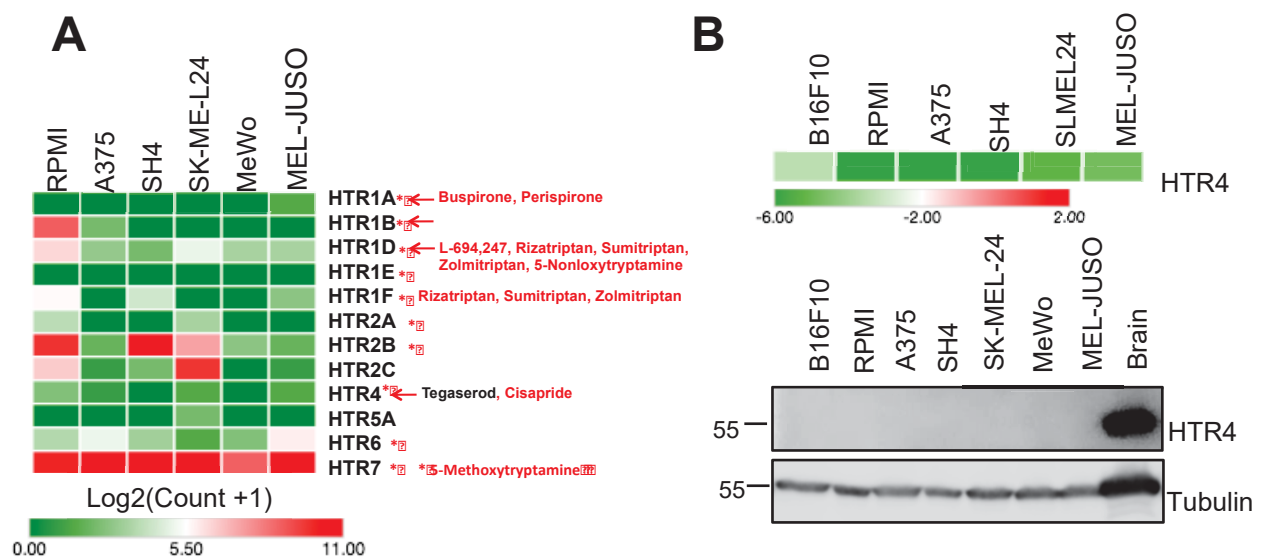 A
RPMI
A375
SH4
SK-ME-L24
MeWo
MEL-JUSO
HTR1A* Buspirone, Perispirone
HTR1B*
HTR1D* L-694,247, Rizatriptan, Sumitriptan,
Zolmitriptan, 5-Nonloxytryptamine
HTR1E *
HTR1F * Rizatriptan, Sumitriptan, Zolmitriptan
HTR2A *
HTR2B *
HTR2C
HTR4* Tegaserod, Cisapride
HTR5A
HTR6 *
HTR7 * *5-Methoxytryptamine
Log2(Count +1)
0.00 5.50 11.00
B
B16F10
RPMI
A375
SH4
SLMEL24
MEL-JUSO
HTR4
-6.00 -2.00 2.00
B16F10
RPMI
A375
SH4
SK-MEL-24
MeWo
MEL-JUSO
Brain
55 HTR4
55 Tubulin